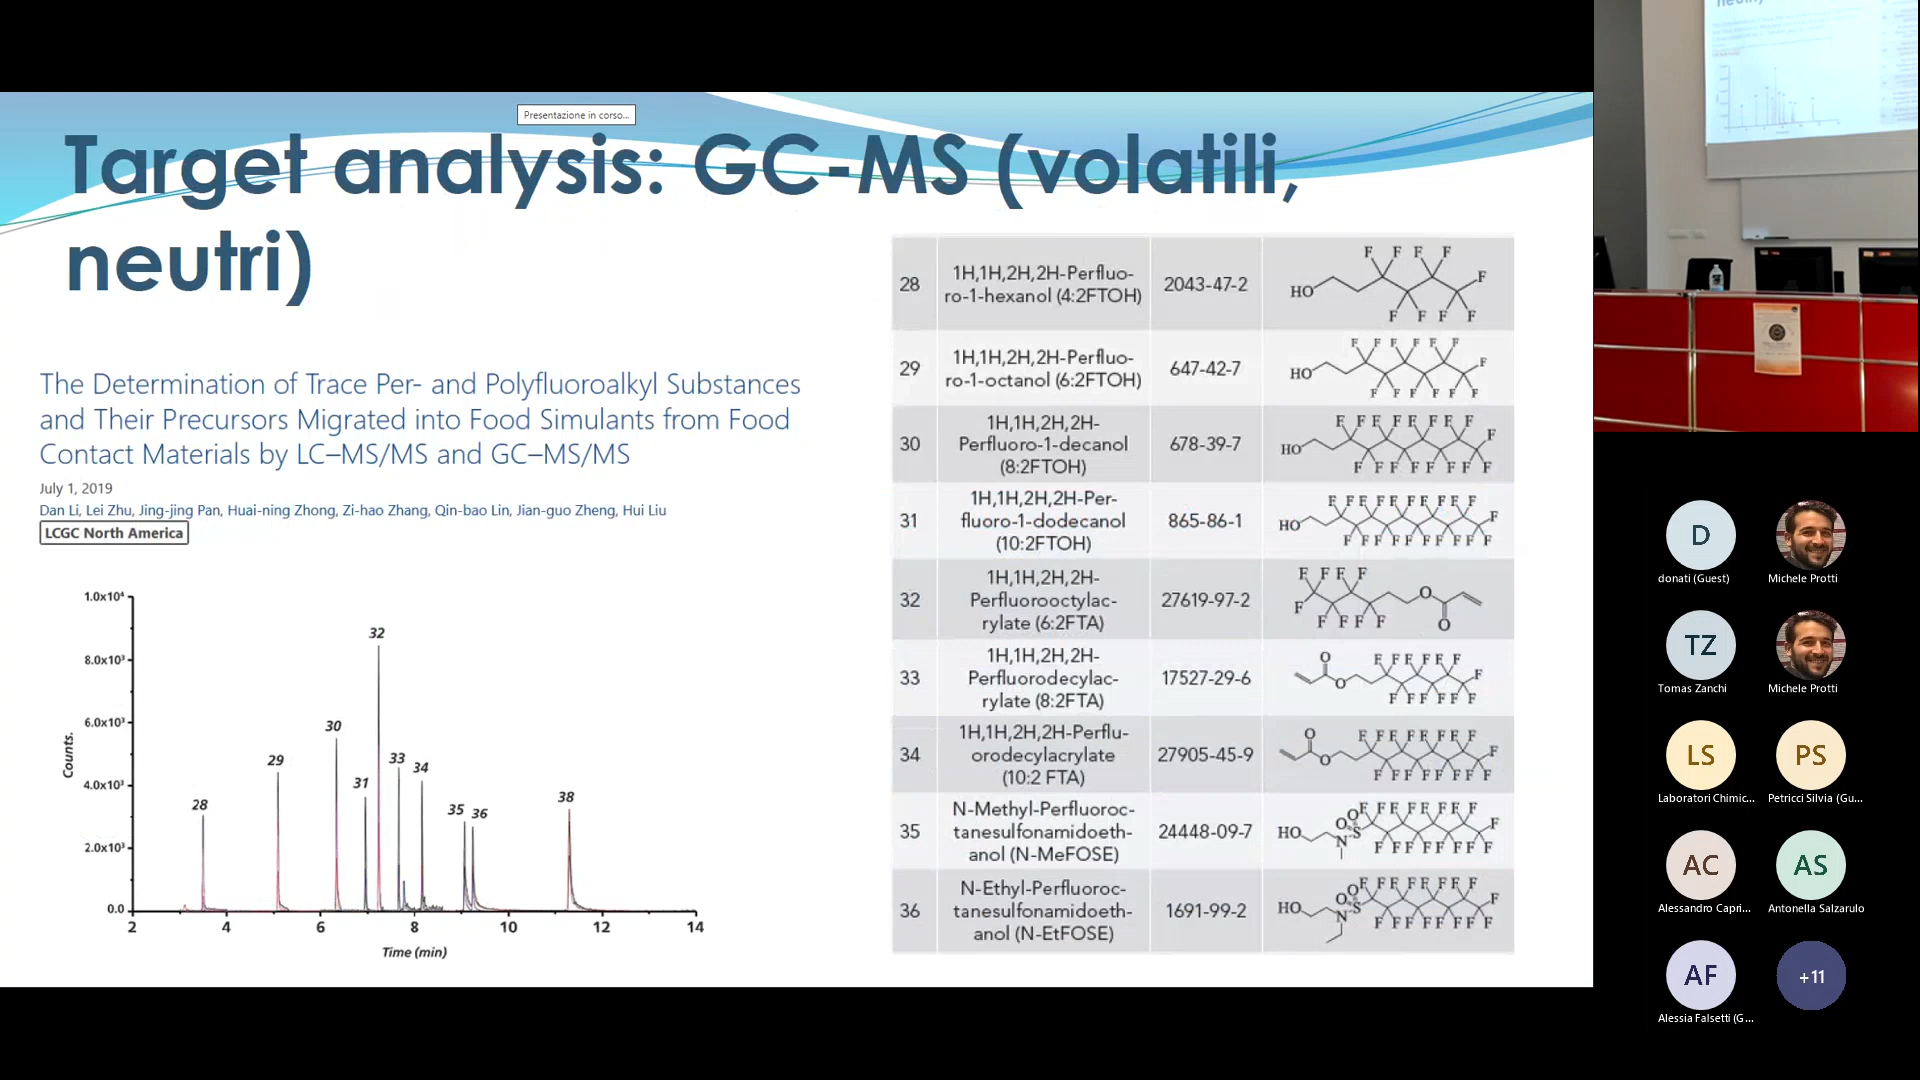 Presentazione in corso...
Target analysis: GC-MS (volatili,
neutri)
The Determination of Trace Per- and Polyfluoroalkyl Substances
and Their Precursors Migrated into Food Simulants from Food
Contact Materials by LC–MS/MS and GC–MS/MS
July 1, 2019
Dan Li, Lei Zhu, Jing-jing Pan, Huai-ning Zhong, Zi-hao Zhang, Qin-bao Lin, Jian-guo Zheng, Hui Liu
LCGC North America
1.0x10⁴
8.0x10³
6.0x10³
4.0x10³
2.0x10³
0.0
Counts.
28
29
30
31
32
33
34
35
36
38
2 4 6 8 10 12 14
Time (min)
28
1H,1H,2H,2H-Perfluo-
ro-1-hexanol (4:2FTOH)
2043-47-2
HO F F F F F F F F F
29
1H,1H,2H,2H-Perfluo-
ro-1-octanol (6:2FTOH)
647-42-7
HO
30
1H,1H,2H,2H-
Perfluoro-1-decanol
(8:2FTOH)
678-39-7
HO
31
1H,1H,2H,2H-Per-
fluoro-1-dodecanol
(10:2FTOH)
865-86-1
HO
32
1H,1H,2H,2H-
Perfluorooctylac-
rylate (6:2FTA)
27619-97-2
33
1H,1H,2H,2H-
Perfluorodecylac-
rylate (8:2FTA)
17527-29-6
34
1H,1H,2H,2H-Perflu-
orodecylacrylate
(10:2 FTA)
27905-45-9
35
N-Methyl-Perfluoroc-
tanesulfonamidoeth-
anol (N-MeFOSE)
24448-09-7
HO
36
N-Ethyl-Perfluoroc-
tanesulfonamidoeth-
anol (N-EtFOSE)
1691-99-2
HO
neutri)
D
donati (Guest)
Michele Protti
TZ
Tomas Zanchi
Michele Protti
LS
Laboratori Chimic...
PS
Petricci Silvia (Gu...
AC
Alessandro Capri...
AS
Antonella Salzarulo
AF
Alessia Falsetti (G...
+11